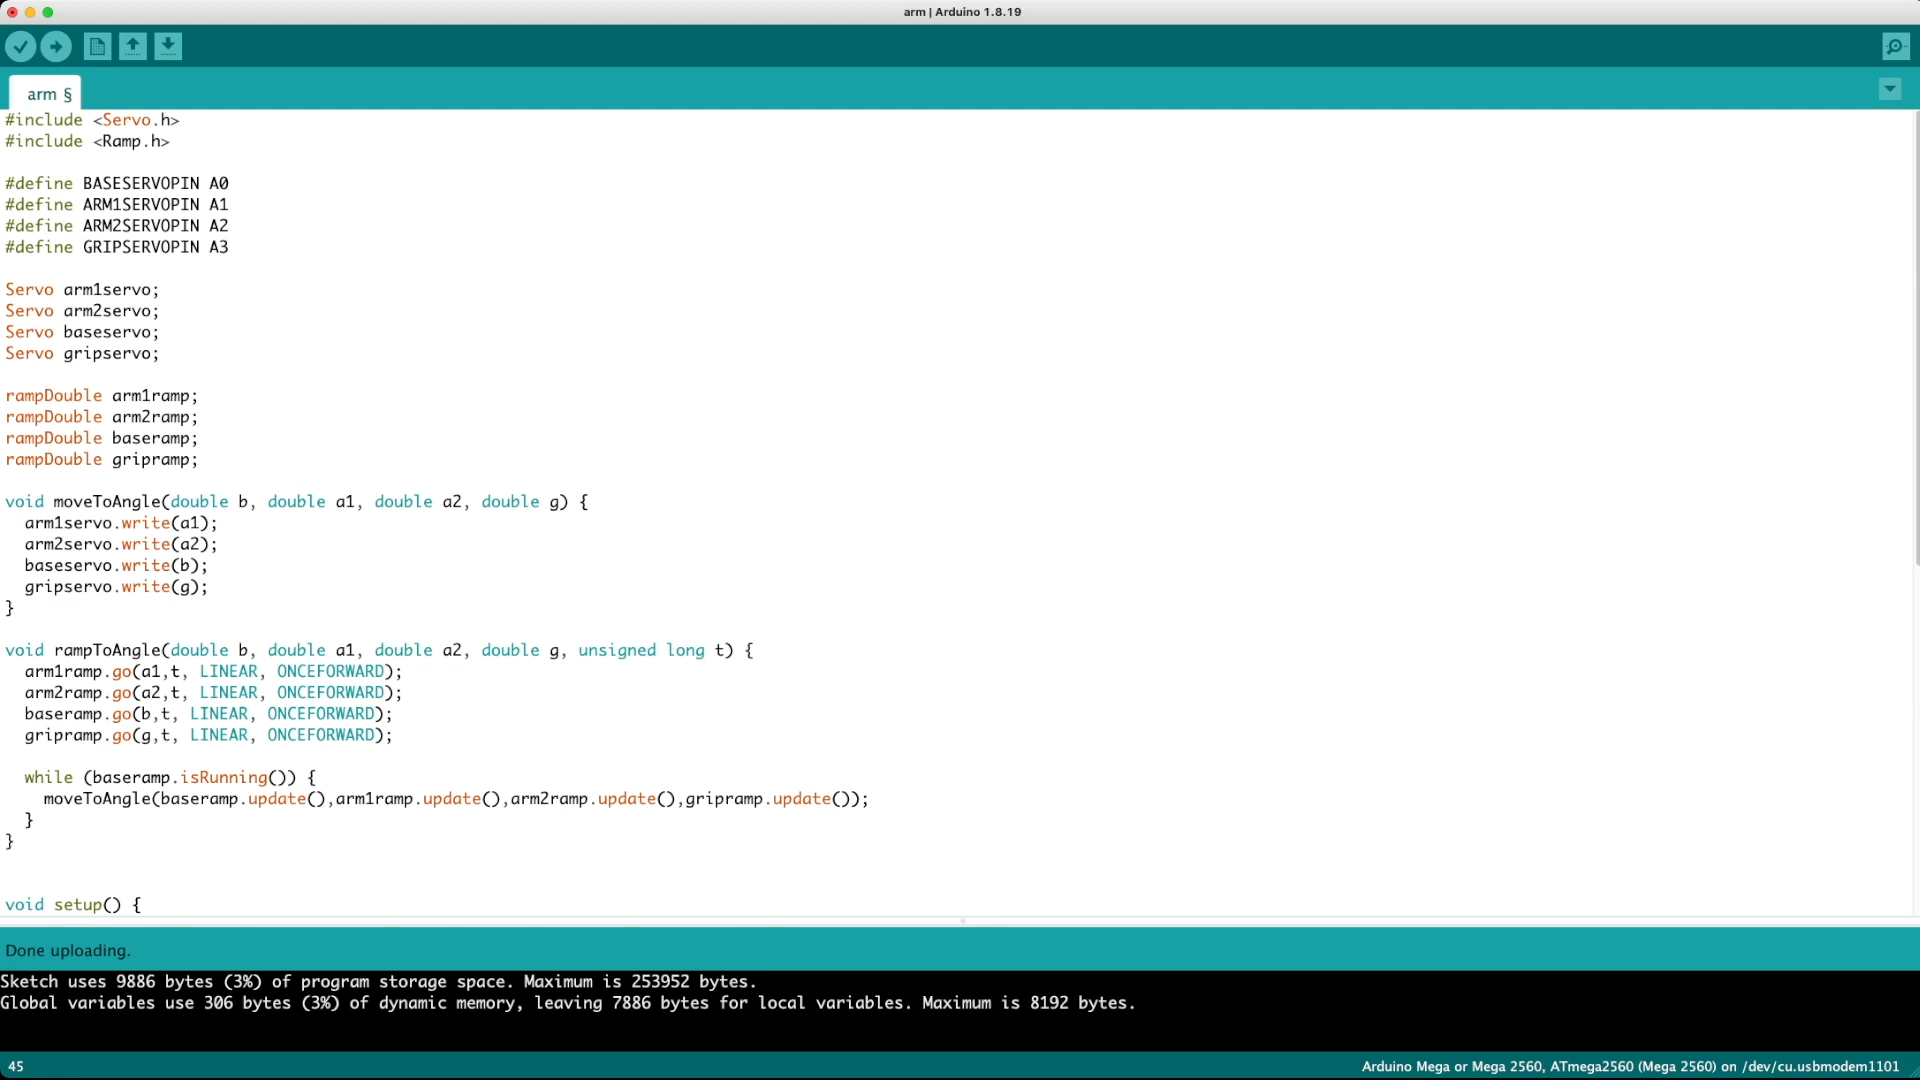 arm | Arduino 1.8.19
arm §
#include <Servo.h>
#include <Ramp.h>
#define BASESERVOPIN A0
#define ARM1SERVOPIN A1
#define ARM2SERVOPIN A2
#define GRIPSERVOPIN A3
Servo arm1servo;
Servo arm2servo;
Servo baseservo;
Servo gripservo;
rampDouble arm1ramp;
rampDouble arm2ramp;
rampDouble baseramp;
rampDouble gripramp;
void moveToAngle(double b, double a1, double a2, double g) {
  arm1servo.write(a1);
  arm2servo.write(a2);
  baseservo.write(b);
  gripservo.write(g);
}
void rampToAngle(double b, double a1, double a2, double g, unsigned long t) {
  arm1ramp.go(a1,t, LINEAR, ONCEFORWARD);
  arm2ramp.go(a2,t, LINEAR, ONCEFORWARD);
  baseramp.go(b,t, LINEAR, ONCEFORWARD);
  gripramp.go(g,t, LINEAR, ONCEFORWARD);
  while (baseramp.isRunning()) {
    moveToAngle(baseramp.update(),arm1ramp.update(),arm2ramp.update(),gripramp.update());
  }
}
void setup() {
Done uploading.
Sketch uses 9886 bytes (3%) of program storage space. Maximum is 253952 bytes.
Global variables use 306 bytes (3%) of dynamic memory, leaving 7886 bytes for local variables. Maximum is 8192 bytes.
45
Arduino Mega or Mega 2560, ATmega2560 (Mega 2560) on /dev/cu.usbmodem1101